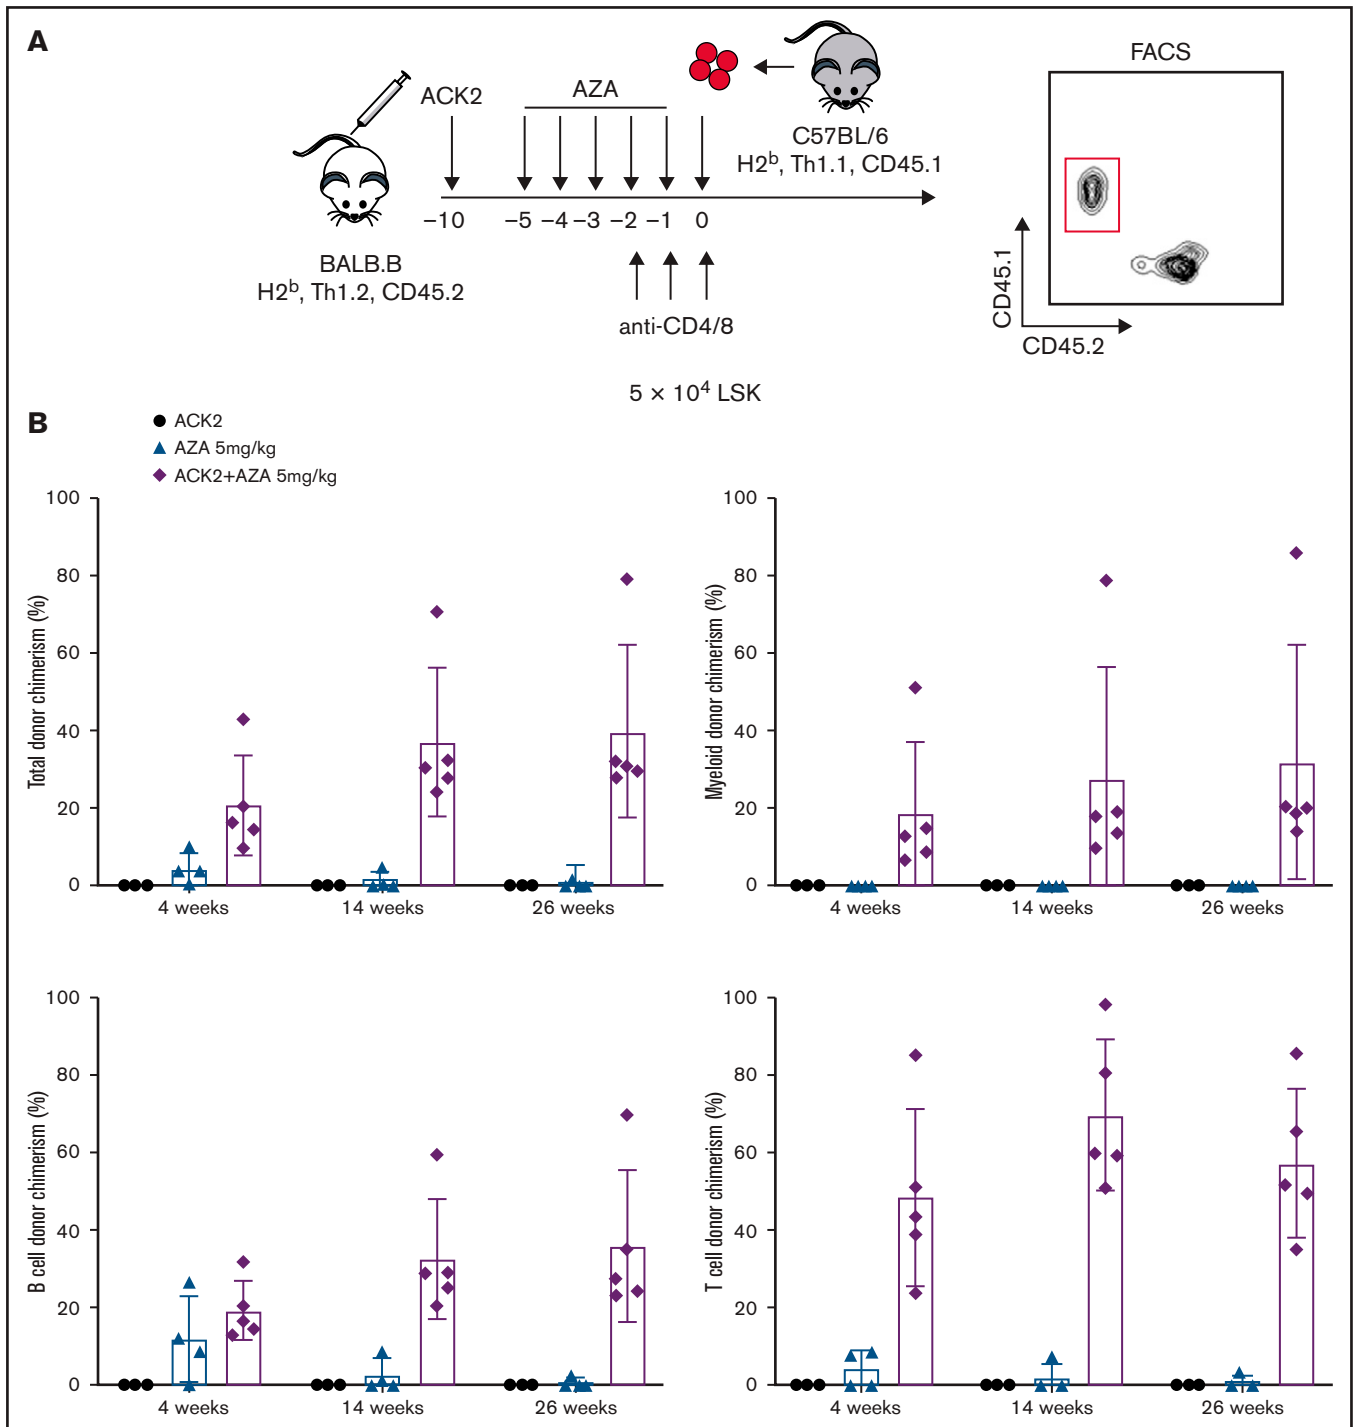 A
ACK2
AZA
C57BL/6
H2ᵇ, Th1.1, CD45.1
FACS
−10 −5 −4 −3 −2 −1 0
BALB.B
H2ᵇ, Th1.2, CD45.2
anti-CD4/8
5 × 10⁴ LSK
CD45.1
CD45.2
B
ACK2
AZA 5mg/kg
ACK2+AZA 5mg/kg
Total donor chimerism (%)
100
80
60
40
20
0
4 weeks 14 weeks 26 weeks
Myeloid donor chimerism (%)
100
80
60
40
20
0
4 weeks 14 weeks 26 weeks
B cell donor chimerism (%)
100
80
60
40
20
0
4 weeks 14 weeks 26 weeks
T cell donor chimerism (%)
100
80
60
40
20
0
4 weeks 14 weeks 26 weeks